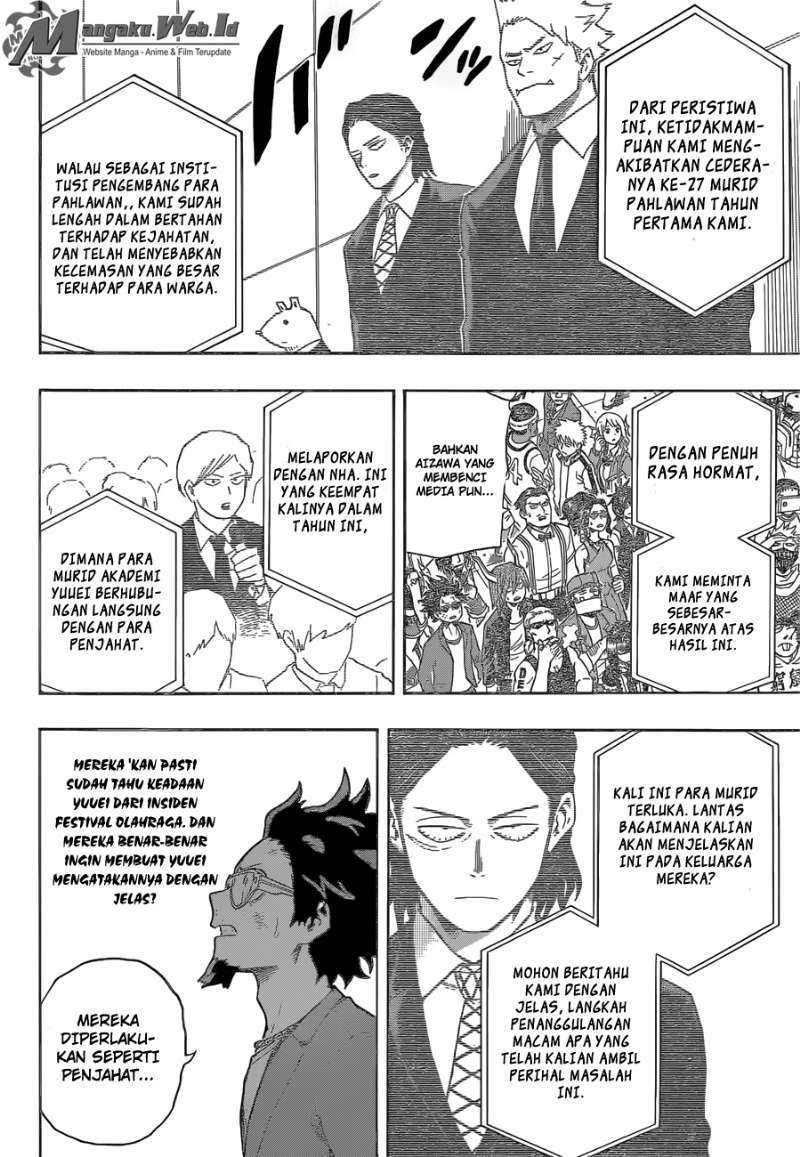 Mangaku.Web.Id
Website Manga - Anime & Film Terupdate
DARI PERISTIWA
INI, KETIDAKMAM-
PUAN KAMI MENG-
AKIBATKAN CEDERA-
NYA KE-27 MURID
PAHLAWAN TAHUN
PERTAMA KAMI.
WALAU SEBAGAI INSTI-
TUSI PENGEMBANG PARA
PAHLAWAN,, KAMI SUDAH
LENGAH DALAM BERTAHAN
TERHADAP KEJAHATAN,
DAN TELAH MENYEBABKAN
KECEMASAN YANG BESAR
TERHADAP PARA WARGA.
DENGAN PENUH
RASA HORMAT,
KAMI MEMINTA
MAAF YANG
SEBESAR-
BESARNYA ATAS
HASIL INI.
BAHKAN
AIZAWA YANG
MEMBENCI
MEDIA PUN...
MELAPORKAN
DENGAN NHA. INI
YANG KEEMPAT
KALINYA DALAM
TAHUN INI,
DIMANA PARA
MURID AKADEMI
YUUEI BERHUBU-
NGAN LANGSUNG
DENGAN PARA
PENJAHAT.
KALI INI PARA MURID
TERLUKA. LANTAS
BAGAIMANA KALIAN
AKAN MENJELASKAN
INI PADA KELUARGA
MEREKA?
MOHON BERITAHU
KAMI DENGAN
JELAS, LANGKAH
PENANGGULANGAN
MACAM APA YANG
TELAH KALIAN AMBIL
PERIHAL MASALAH
INI.
MEREKA 'KAN PASTI
SUDAH TAHU KEADAAN
YUUEI DARI INSIDEN
FESTIVAL OLAHRAGA. DAN
MEREKA BENAR-BENAR
INGIN MEMBUAT YUUEI
MENGATAKANNYA DENGAN
JELAS?
MEREKA
DIPERLAKU-
KAN SEPERTI
PENJAHAT...